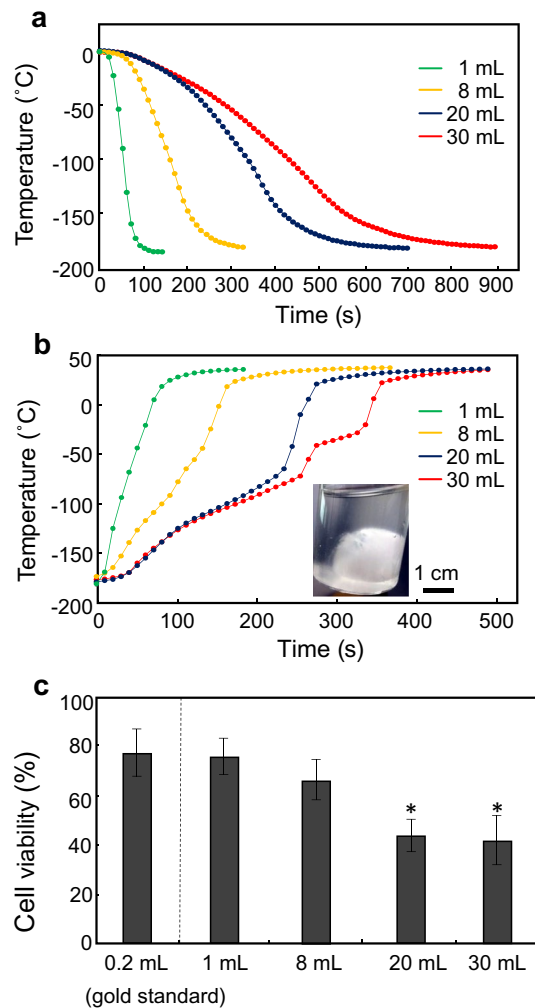 a
Temperature (˚C)
0
-50
-100
-150
-200
1 mL
8 mL
20 mL
30 mL
0 100 200 300 400 500 600 700 800 900
Time (s)
b
Temperature (˚C)
50
0
-50
-100
-150
-200
1 mL
8 mL
20 mL
30 mL
1 cm
0 100 200 300 400 500
Time (s)
c
Cell viability (%)
100
80
60
40
20
0
* *
0.2 mL 1 mL 8 mL 20 mL 30 mL
(gold standard)